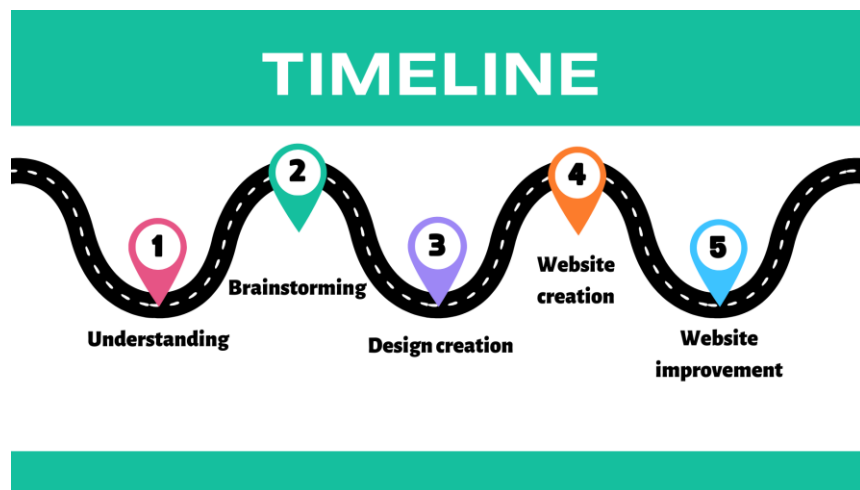 TIMELINE
1
Understanding
2
Brainstorming
3
Design creation
4
Website
creation
5
Website
improvement